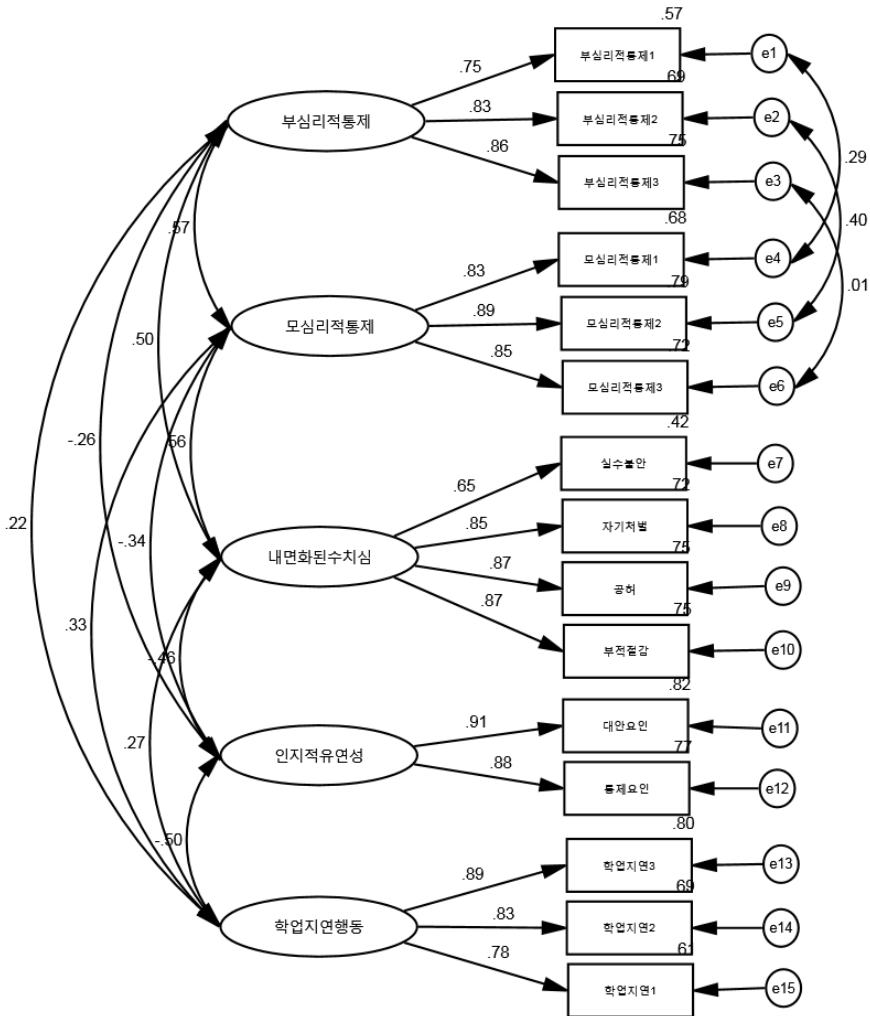 .57
부심리적통제1
e1
.75
.69
부심리적통제
.83
부심리적통제2
e2
.75
.86
부심리적통제3
e3
.29
.68
.40
.57
.83
모심리적통제1
e4
.79
.01
모심리적통제
.89
모심리적통제2
e5
.50
.72
.85
모심리적통제3
e6
.42
-.26
.56
실수불안
e7
.65
.72
.22
-.34
.85
자기처벌
e8
내면화된수치심
.75
.87
공허
e9
.87
.75
.33
부적절감
e10
-.46
.82
.91
대안요인
e11
.27
.77
인지적유연성
.88
통제요인
e12
.80
-.50
.89
학업지연3
e13
.69
학업지연행동
.83
학업지연2
e14
.61
.78
학업지연1
e15